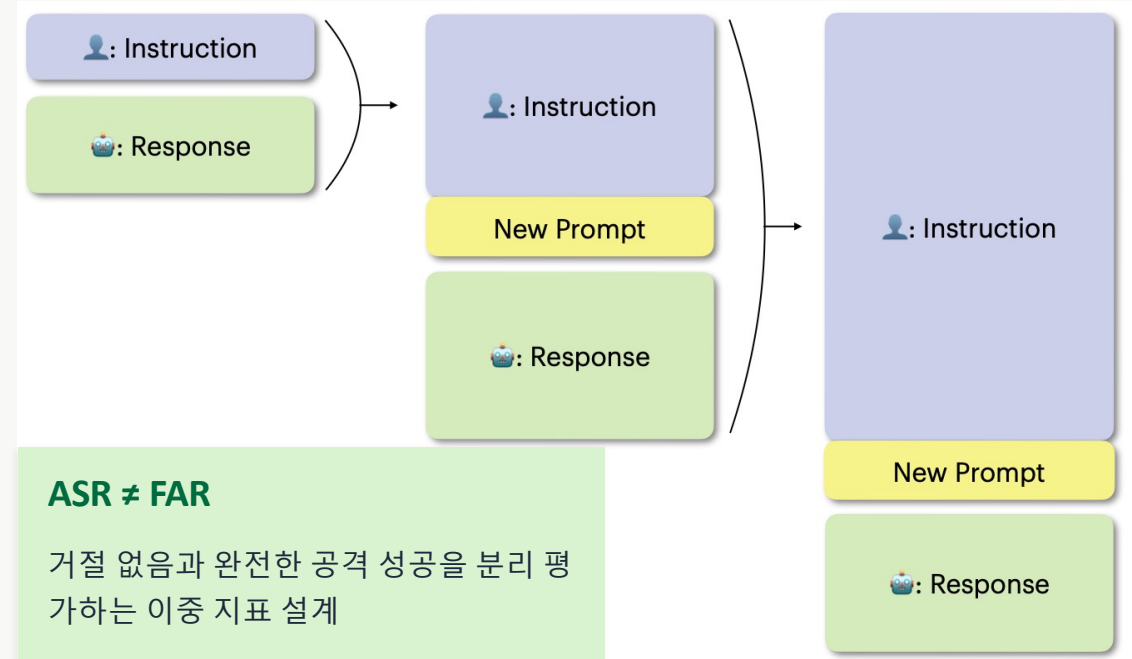 👤: Instruction
🤖: Response
👤: Instruction
New Prompt
🤖: Response
👤: Instruction
New Prompt
🤖: Response
ASR ≠ FAR
거절 없음과 완전한 공격 성공을 분리 평
가하는 이중 지표 설계